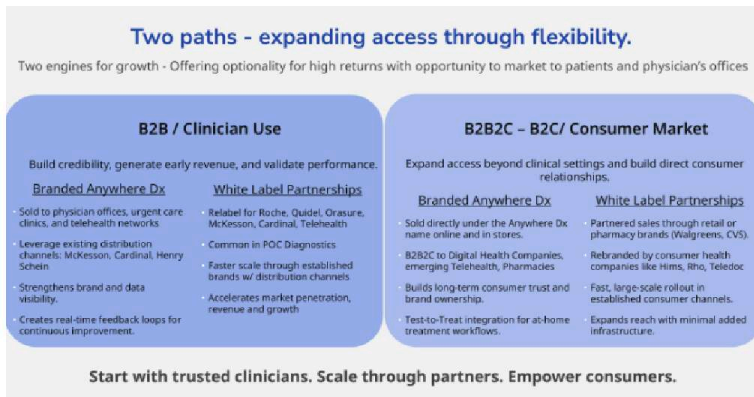 Two paths - expanding access through flexibility.
Two engines for growth - Offering optionality for high returns with opportunity to market to patients and physician's offices
B2B / Clinician Use
Build credibility, generate early revenue, and validate performance.
Branded Anywhere Dx
· Sold to physician offices, urgent care
clinics, and telehealth networks
· Leverage existing distribution
channels: McKesson, Cardinal, Henry
Schein
· Strengthens brand and data
visibility.
· Creates real-time feedback loops for
continuous improvement.
White Label Partnerships
· Relabel for Roche, Quidel, Orasure,
McKesson, Cardinal, Telehealth
· Common in POC Diagnostics
· Faster scale through established
brands w/ distribution channels
· Accelerates market penetration,
revenue and growth
B2B2C – B2C/ Consumer Market
Expand access beyond clinical settings and build direct consumer
relationships.
Branded Anywhere Dx
· Sold directly under the Anywhere Dx
name online and in stores.
· B2B2C to Digital Health Companies,
emerging Telehealth, Pharmacies
· Builds long-term consumer trust and
brand ownership.
· Test-to-Treat integration for at-home
treatment workflows.
White Label Partnerships
· Partnered sales through retail or
pharmacy brands (Walgreens, CVS).
· Rebranded by consumer health
companies like Hims, Rho, Teledoc
· Fast, large-scale rollout in
established consumer channels.
· Expands reach with minimal added
infrastructure.
Start with trusted clinicians. Scale through partners. Empower consumers.